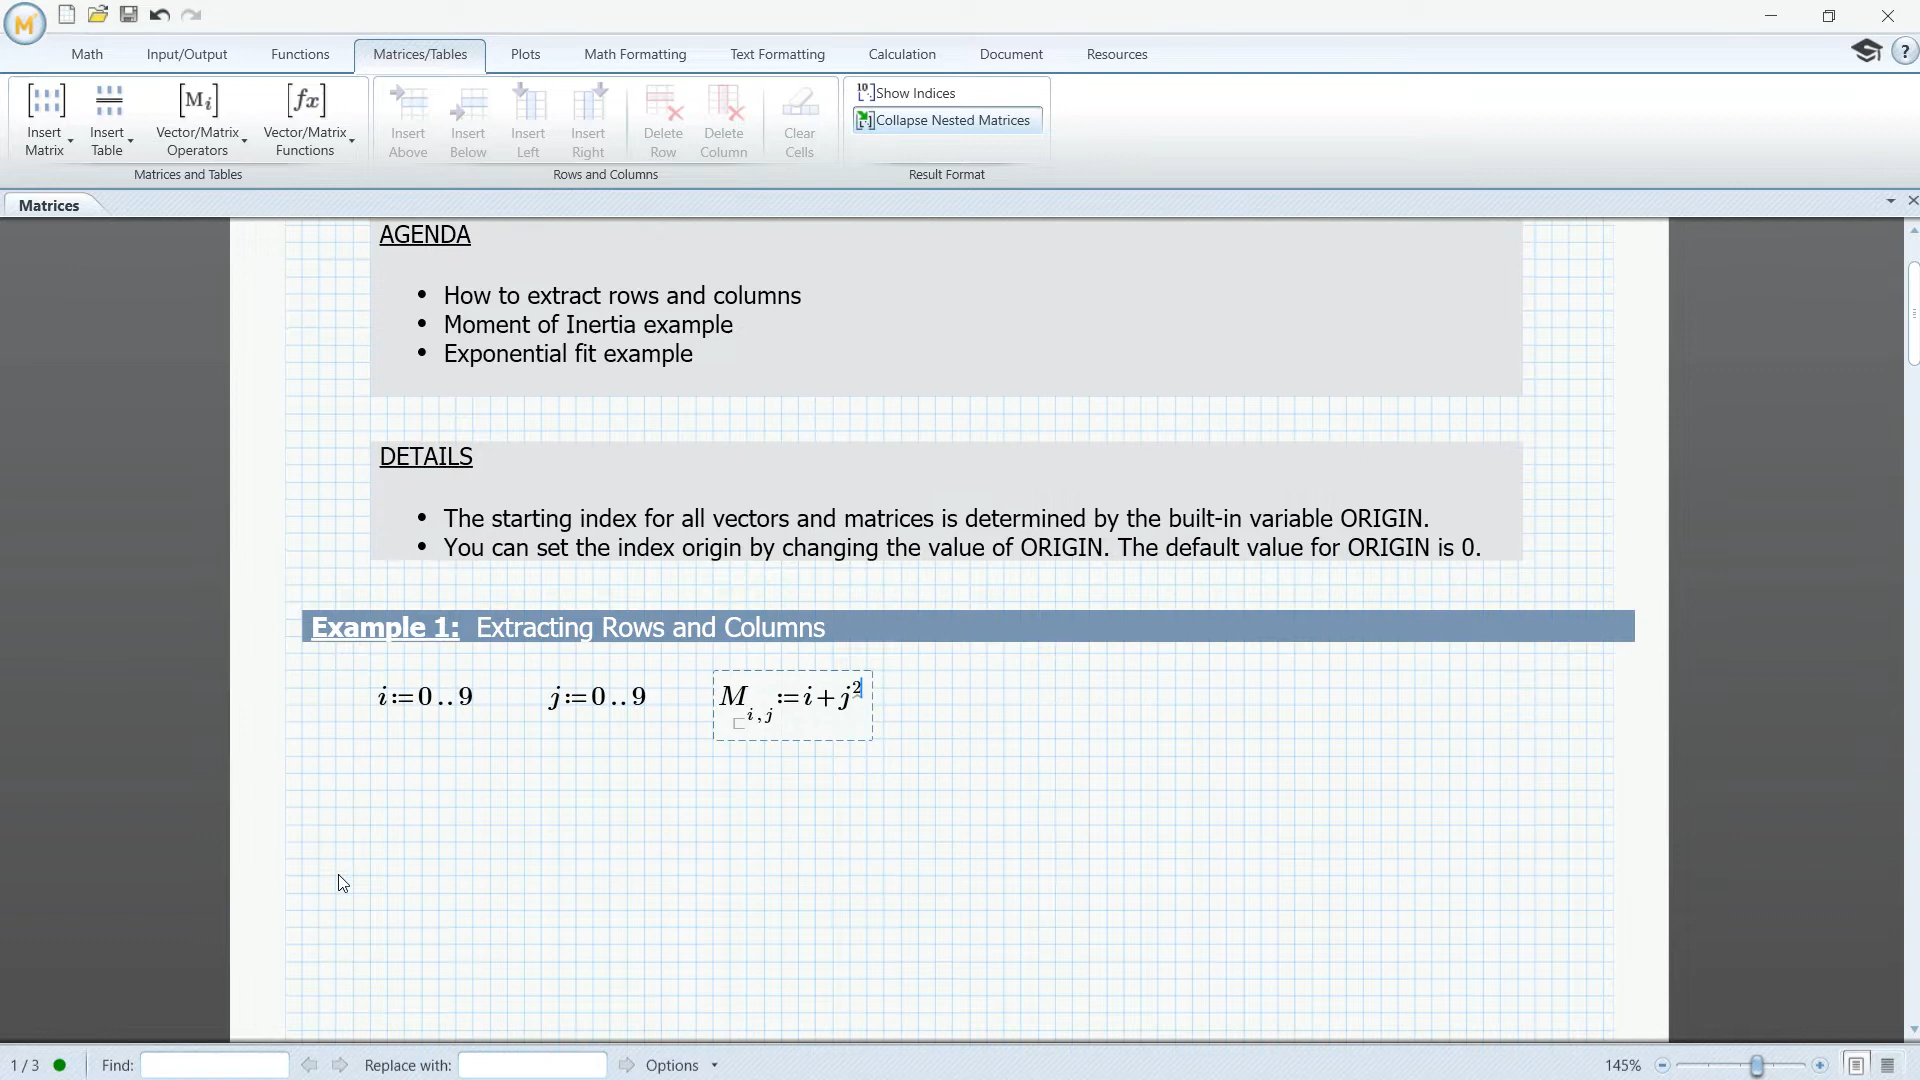 Math Input/Output Functions Matrices/Tables Plots Math Formatting Text Formatting Calculation Document Resources
Insert Matrix
Insert Table
Vector/Matrix Operators
Vector/Matrix Functions
Matrices and Tables
Insert Above
Insert Below
Insert Left
Insert Right
Delete Row
Delete Column
Clear Cells
Rows and Columns
Show Indices
Collapse Nested Matrices
Result Format
Matrices
AGENDA
• How to extract rows and columns
• Moment of Inertia example
• Exponential fit example
DETAILS
• The starting index for all vectors and matrices is determined by the built-in variable ORIGIN.
• You can set the index origin by changing the value of ORIGIN. The default value for ORIGIN is 0.
Example 1: Extracting Rows and Columns
i:=0..9 j:=0..9 M_{i,j}:=i+j^2
1 / 3 Find: Replace with: Options 145%